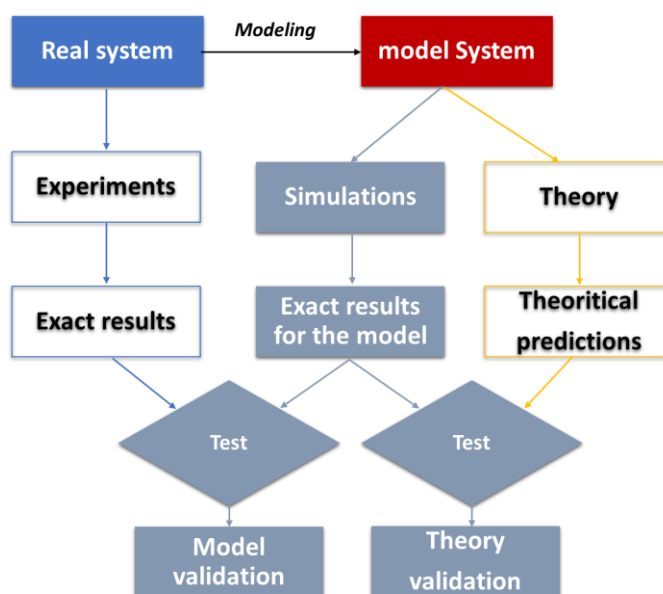 Modeling
Real system
model System
Experiments
Simulations
Theory
Exact results
Exact results
for the model
Theoritical
predictions
Test
Test
Model
validation
Theory
validation